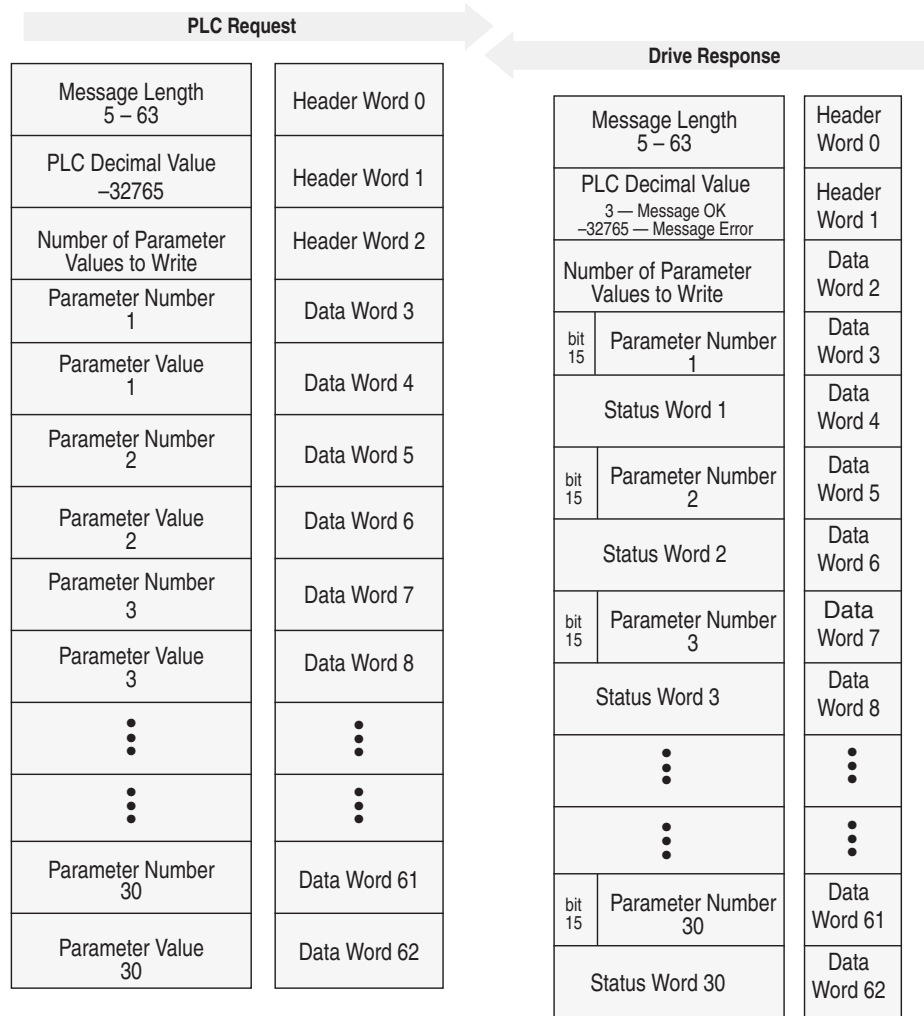 PLC Request
Message Length
5 – 63
Header Word 0
PLC Decimal Value
–32765
Header Word 1
Number of Parameter
Values to Write
Header Word 2
Parameter Number
1
Data Word 3
Parameter Value
1
Data Word 4
Parameter Number
2
Data Word 5
Parameter Value
2
Data Word 6
Parameter Number
3
Data Word 7
Parameter Value
3
Data Word 8
Parameter Number
30
Data Word 61
Parameter Value
30
Data Word 62
Drive Response
Message Length
5 – 63
Header
Word 0
PLC Decimal Value
3 — Message OK
–32765 — Message Error
Header
Word 1
Number of Parameter
Values to Write
Data
Word 2
bit
15
Parameter Number
1
Data
Word 3
Status Word 1
Data
Word 4
bit
15
Parameter Number
2
Data
Word 5
Status Word 2
Data
Word 6
bit
15
Parameter Number
3
Data
Word 7
Status Word 3
Data
Word 8
bit
15
Parameter Number
30
Data
Word 61
Status Word 30
Data
Word 62